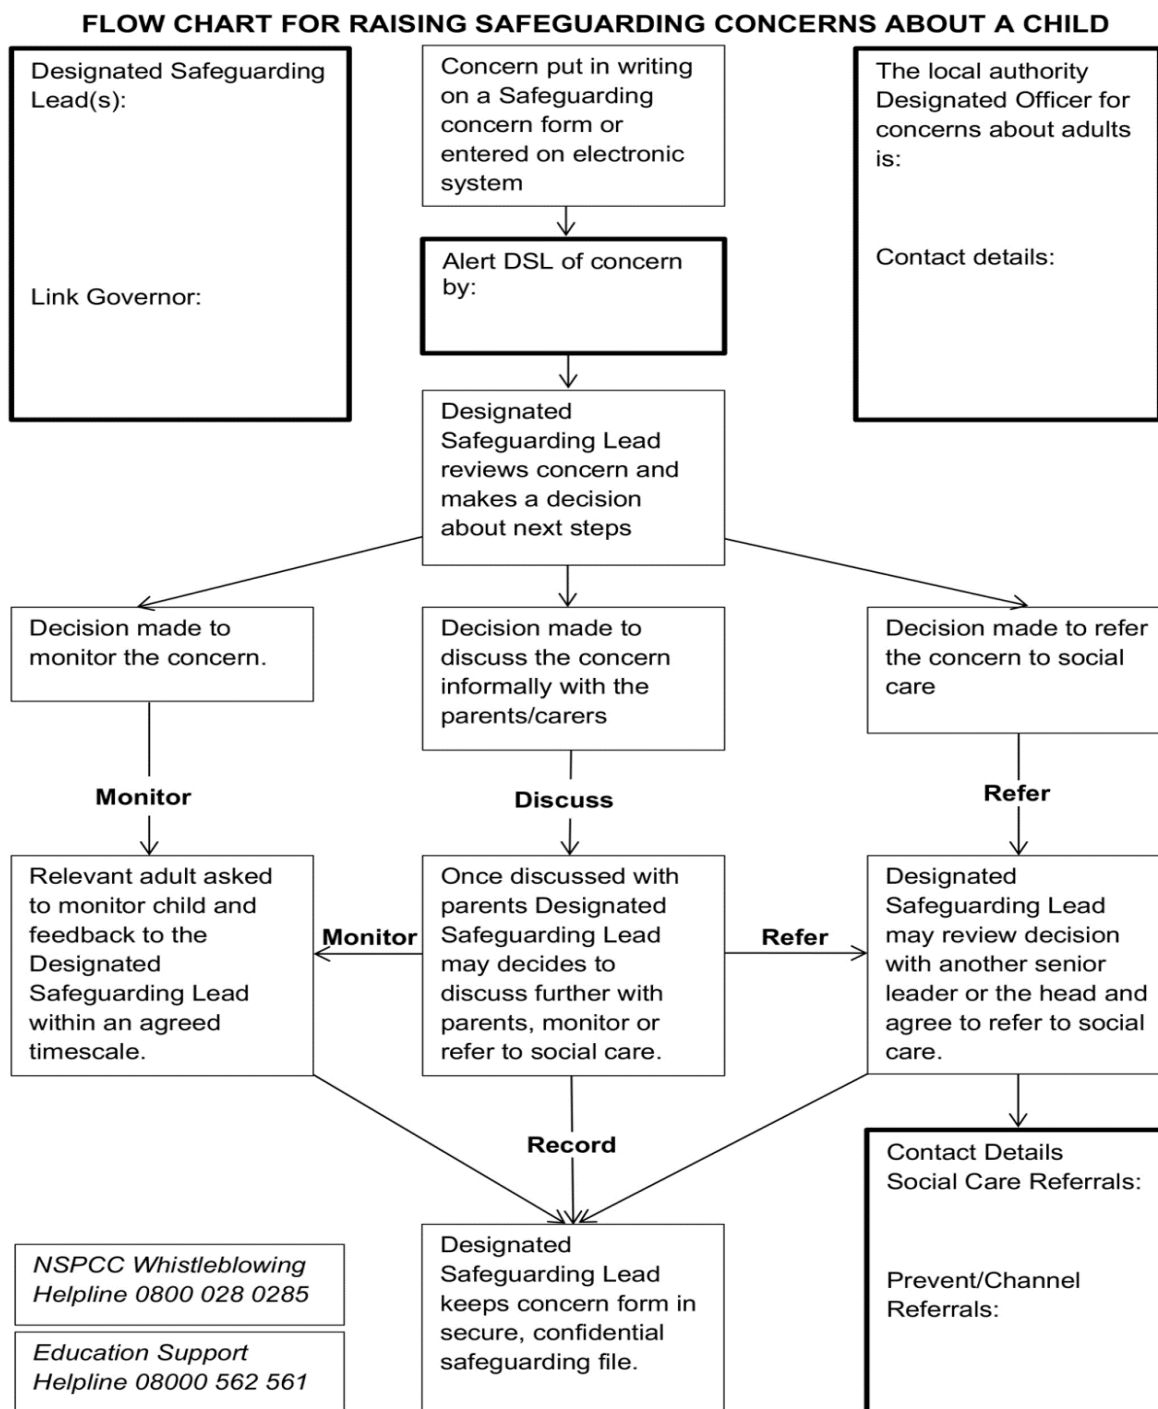 FLOW CHART FOR RAISING SAFEGUARDING CONCERNS ABOUT A CHILD
Designated Safeguarding
Lead(s):
Link Governor:
Concern put in writing
on a Safeguarding
concern form or
entered on electronic
system
The local authority
Designated Officer for
concerns about adults
is:
Contact details:
Alert DSL of concern
by:
Designated
Safeguarding Lead
reviews concern and
makes a decision
about next steps
Decision made to
monitor the concern.
Decision made to
discuss the concern
informally with the
parents/carers
Decision made to refer
the concern to social
care
Monitor
Discuss
Refer
Relevant adult asked
to monitor child and
feedback to the
Designated
Safeguarding Lead
within an agreed
timescale.
Monitor
Once discussed with
parents Designated
Safeguarding Lead
may decides to
discuss further with
parents, monitor or
refer to social care.
Refer
Designated
Safeguarding Lead
may review decision
with another senior
leader or the head and
agree to refer to social
care.
Record
Contact Details
Social Care Referrals:
Prevent/Channel
Referrals:
Designated
Safeguarding Lead
keeps concern form in
secure, confidential
safeguarding file.
NSPCC Whistleblowing
Helpline 0800 028 0285
Education Support
Helpline 08000 562 561